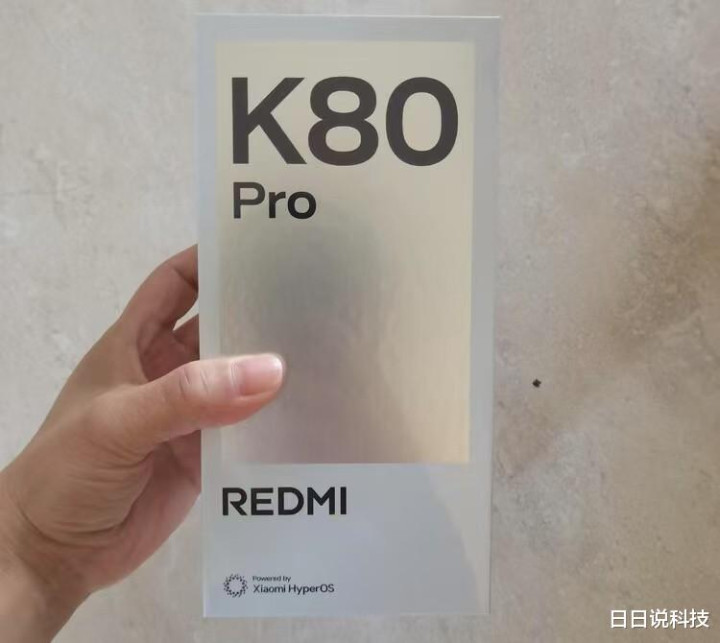 K80
Pro
REDMI
Powered by
Xiaomi HyperOS
日日说科技